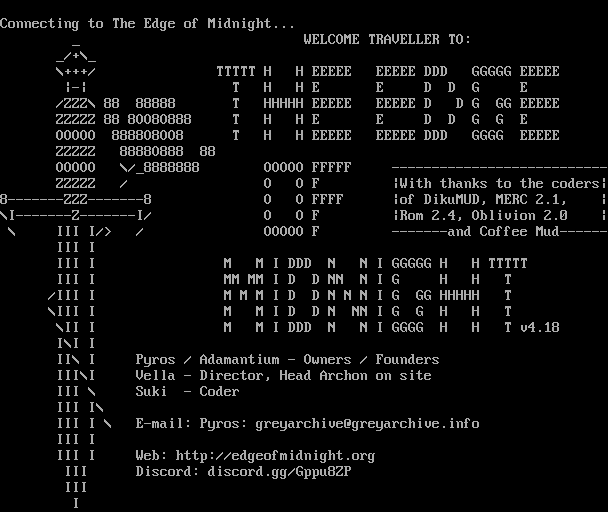 Connecting to The Edge of Midnight...
WELCOME TRAVELLER TO:
THE EDGE
OF
MIDNIGHT
v4.18
With thanks to the coders
of DikuMUD, MERC 2.1,
Rom 2.4, Oblivion 2.0
and Coffee Mud
Pyros / Adamantium - Owners / Founders
Vella - Director, Head Archon on site
Suki  - Coder
E-mail: Pyros: greyarchive@greyarchive.info
Web: http://edgeofmidnight.org
Discord: discord.gg/Gppu8ZP